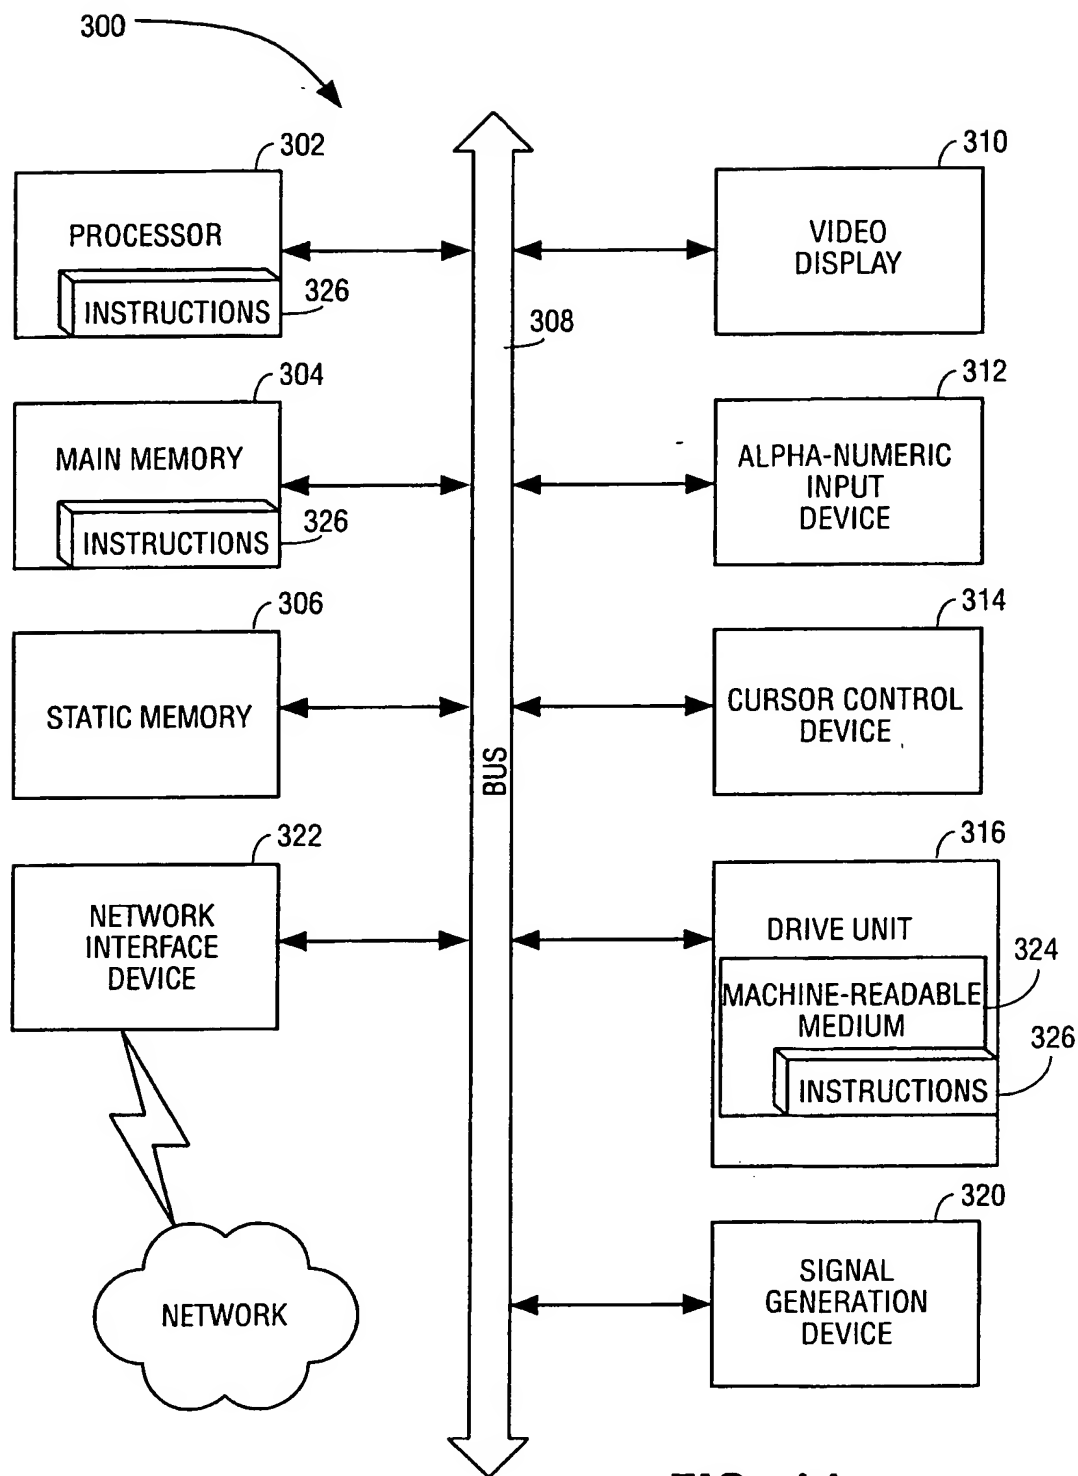 300
302
PROCESSOR
INSTRUCTIONS
326
304
MAIN MEMORY
INSTRUCTIONS
326
306
STATIC MEMORY
322
NETWORK
INTERFACE
DEVICE
NETWORK
308
BUS
310
VIDEO
DISPLAY
312
ALPHA-NUMERIC
INPUT
DEVICE
314
CURSOR CONTROL
DEVICE
316
DRIVE UNIT
324
MACHINE-READABLE
MEDIUM
326
INSTRUCTIONS
320
SIGNAL
GENERATION
DEVICE